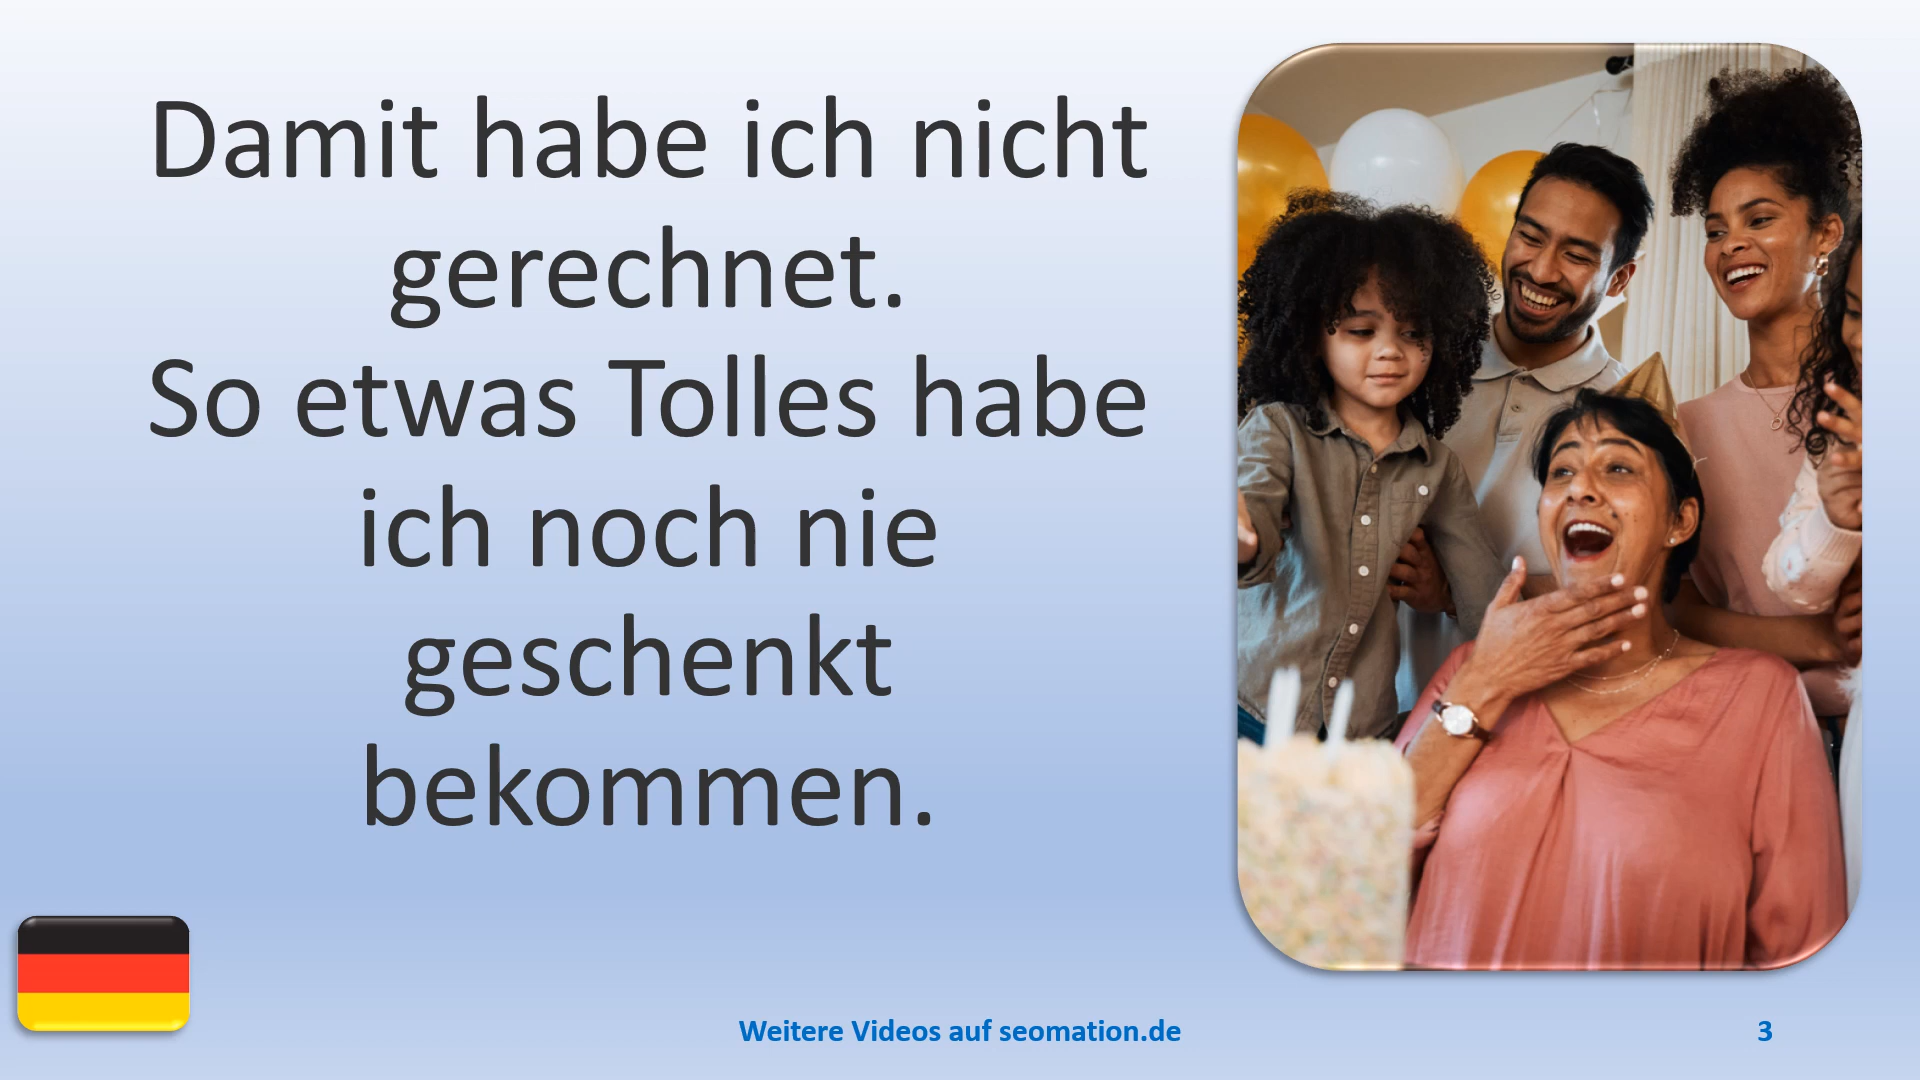 Damit habe ich nicht
gerechnet.
So etwas Tolles habe
ich noch nie
geschenkt
bekommen.
Weitere Videos auf seomation.de
3